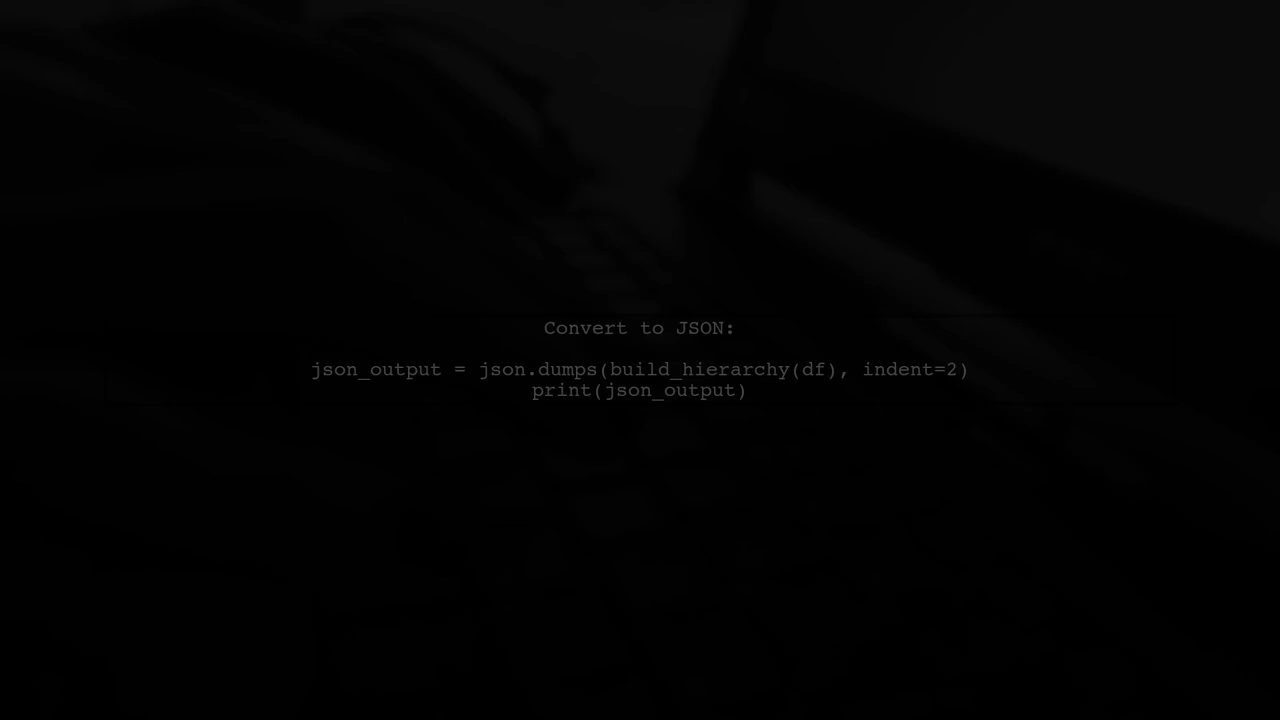 Convert to JSON:
json_output = json.dumps(build_hierarchy(df), indent=2)
print(json_output)